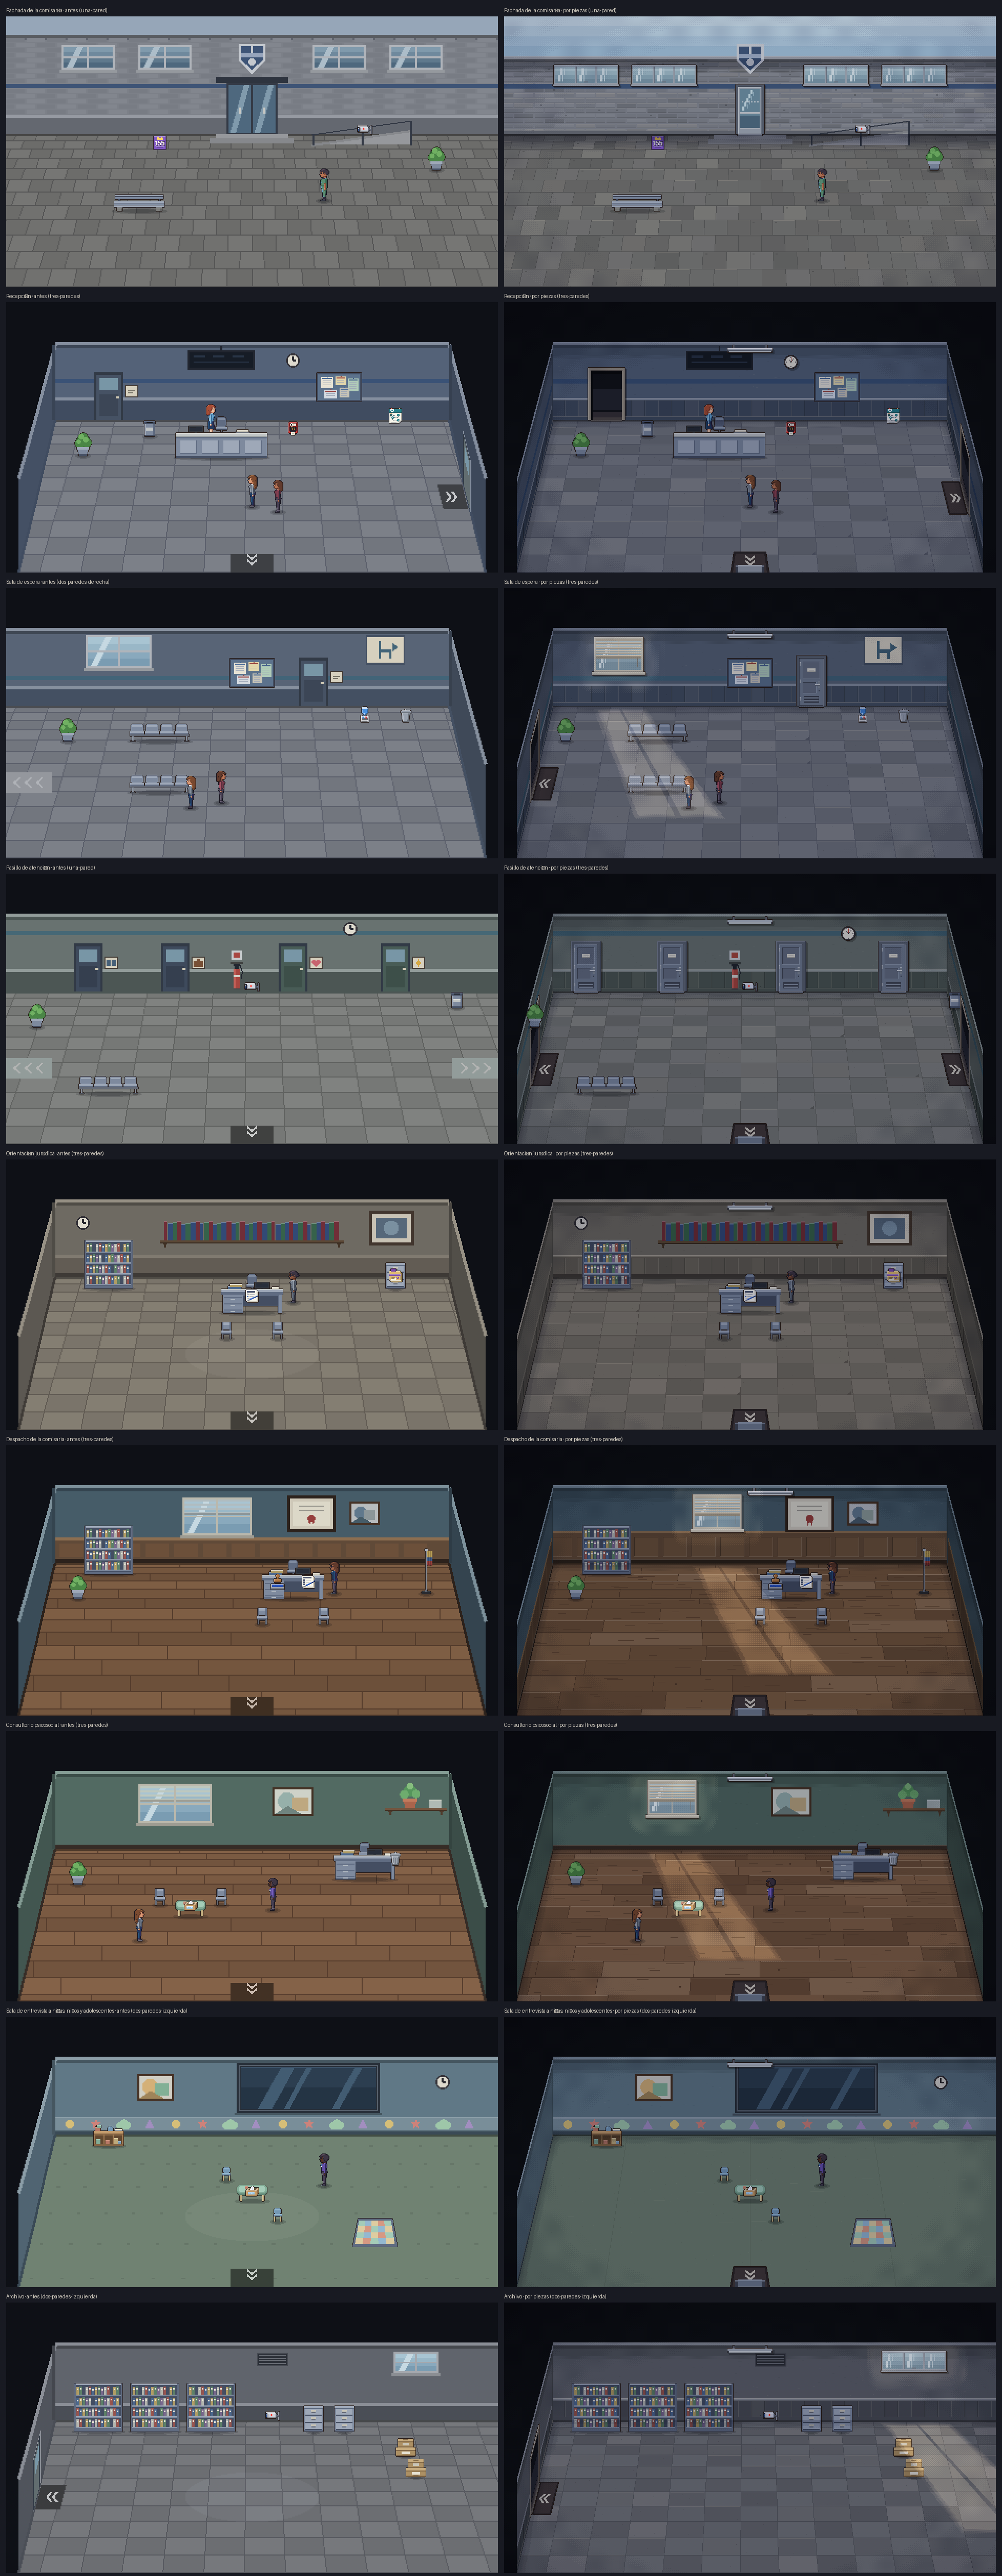 Fachada de la comisaría · antes (una-pared)
Fachada de la comisaría · por piezas (una-pared)
155
155
Recepción · antes (tres-paredes)
Recepción · por piezas (tres-paredes)
Sala de espera · antes (dos-paredes-derecha)
Sala de espera · por piezas (tres-paredes)
Pasillo de atención · antes (una-pared)
Pasillo de atención · por piezas (tres-paredes)
Orientación jurídica · antes (tres-paredes)
Orientación jurídica · por piezas (tres-paredes)
Despacho de la comisaria · antes (tres-paredes)
Despacho de la comisaria · por piezas (tres-paredes)
Consultorio psicosocial · antes (tres-paredes)
Consultorio psicosocial · por piezas (tres-paredes)
Sala de entrevista a niñas, niños y adolescentes · antes (dos-paredes-izquierda)
Sala de entrevista a niñas, niños y adolescentes · por piezas (dos-paredes-izquierda)
Archivo · antes (dos-paredes-izquierda)
Archivo · por piezas (dos-paredes-izquierda)